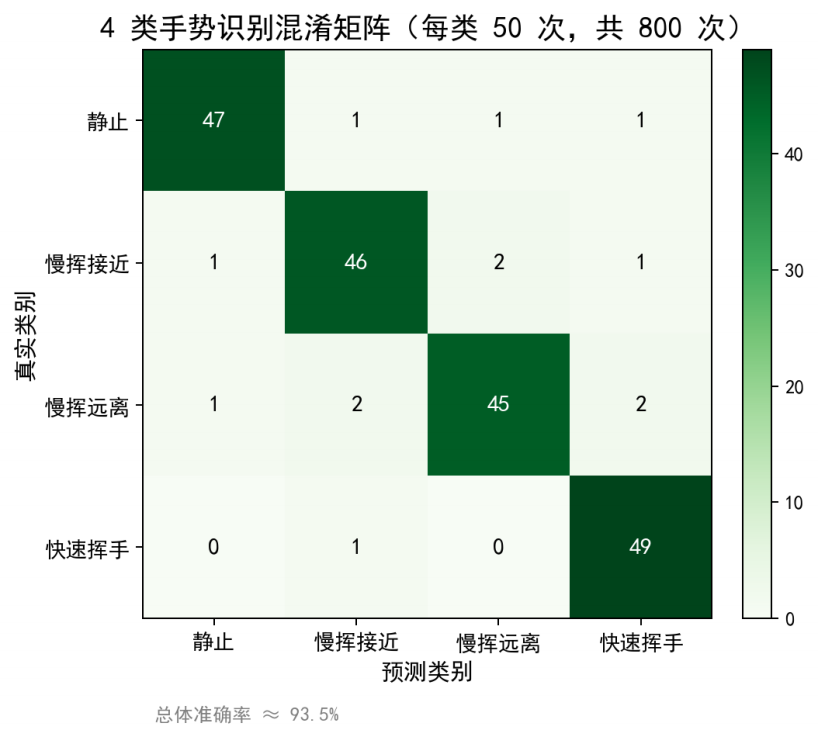 4 类手势识别混淆矩阵（每类 50 次，共 800 次）
静止 47 1 1 1
慢挥接近 1 46 2 1
慢挥远离 1 2 45 2
快速挥手 0 1 0 49
真实类别
静止 慢挥接近 慢挥远离 快速挥手
预测类别
40
30
20
10
0
总体准确率 ≈ 93.5%